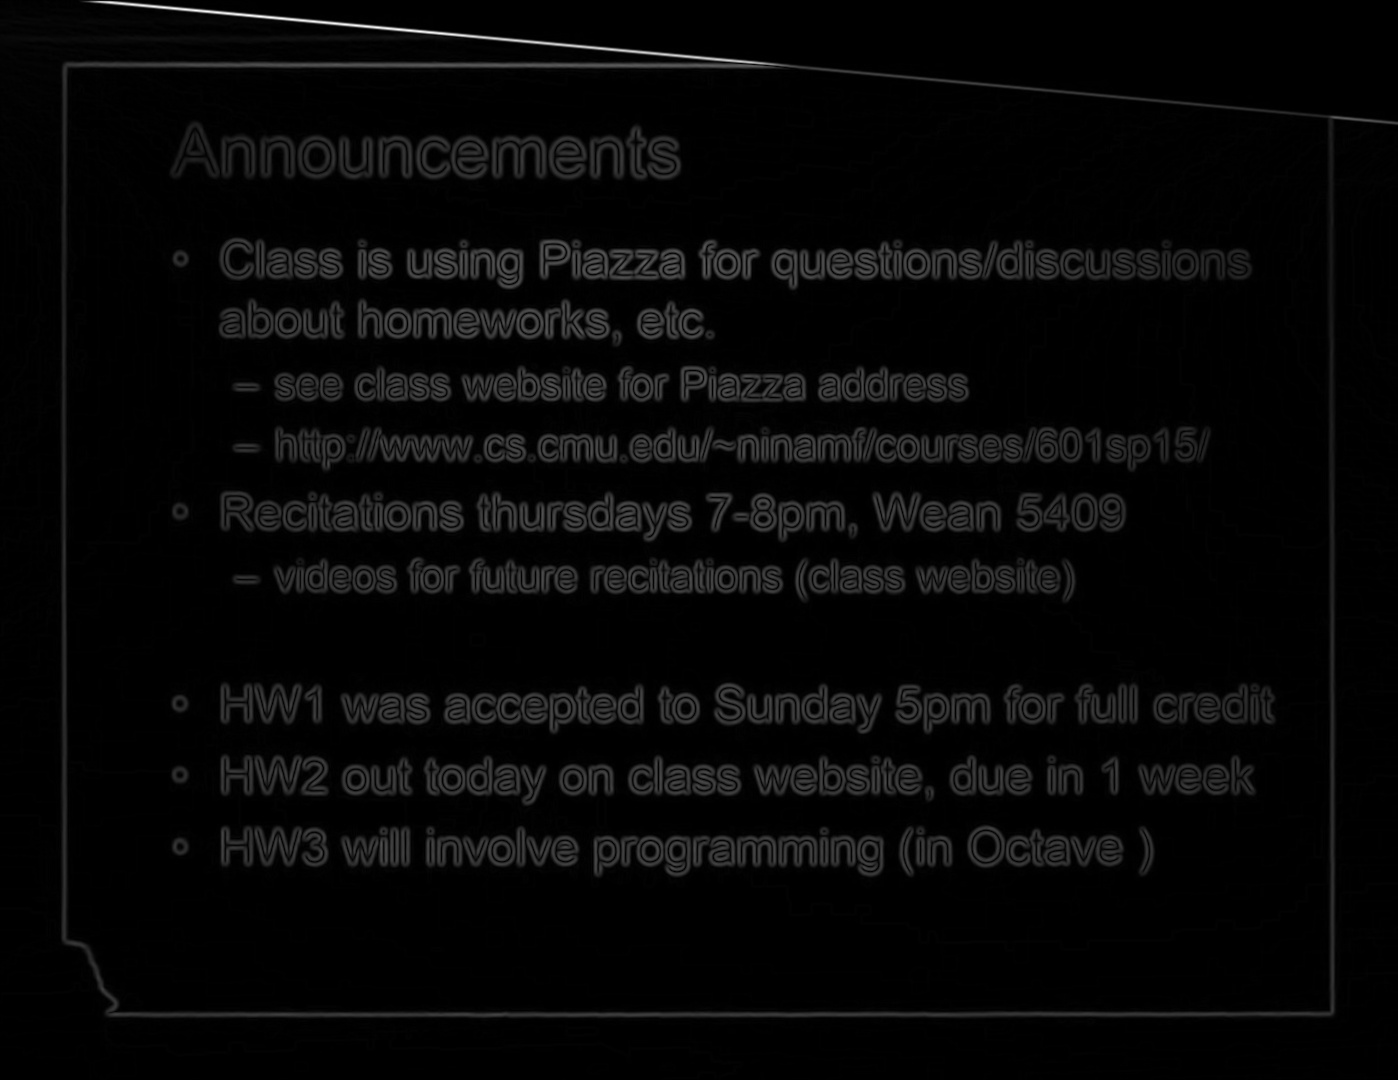 Announcements
• Class is using Piazza for questions/discussions
about homeworks, etc.
– see class website for Piazza address
– http://www.cs.cmu.edu/~ninamf/courses/601sp15/
• Recitations thursdays 7-8pm, Wean 5409
– videos for future recitations (class website)
• HW1 was accepted to Sunday 5pm for full credit
• HW2 out today on class website, due in 1 week
• HW3 will involve programming (in Octave )